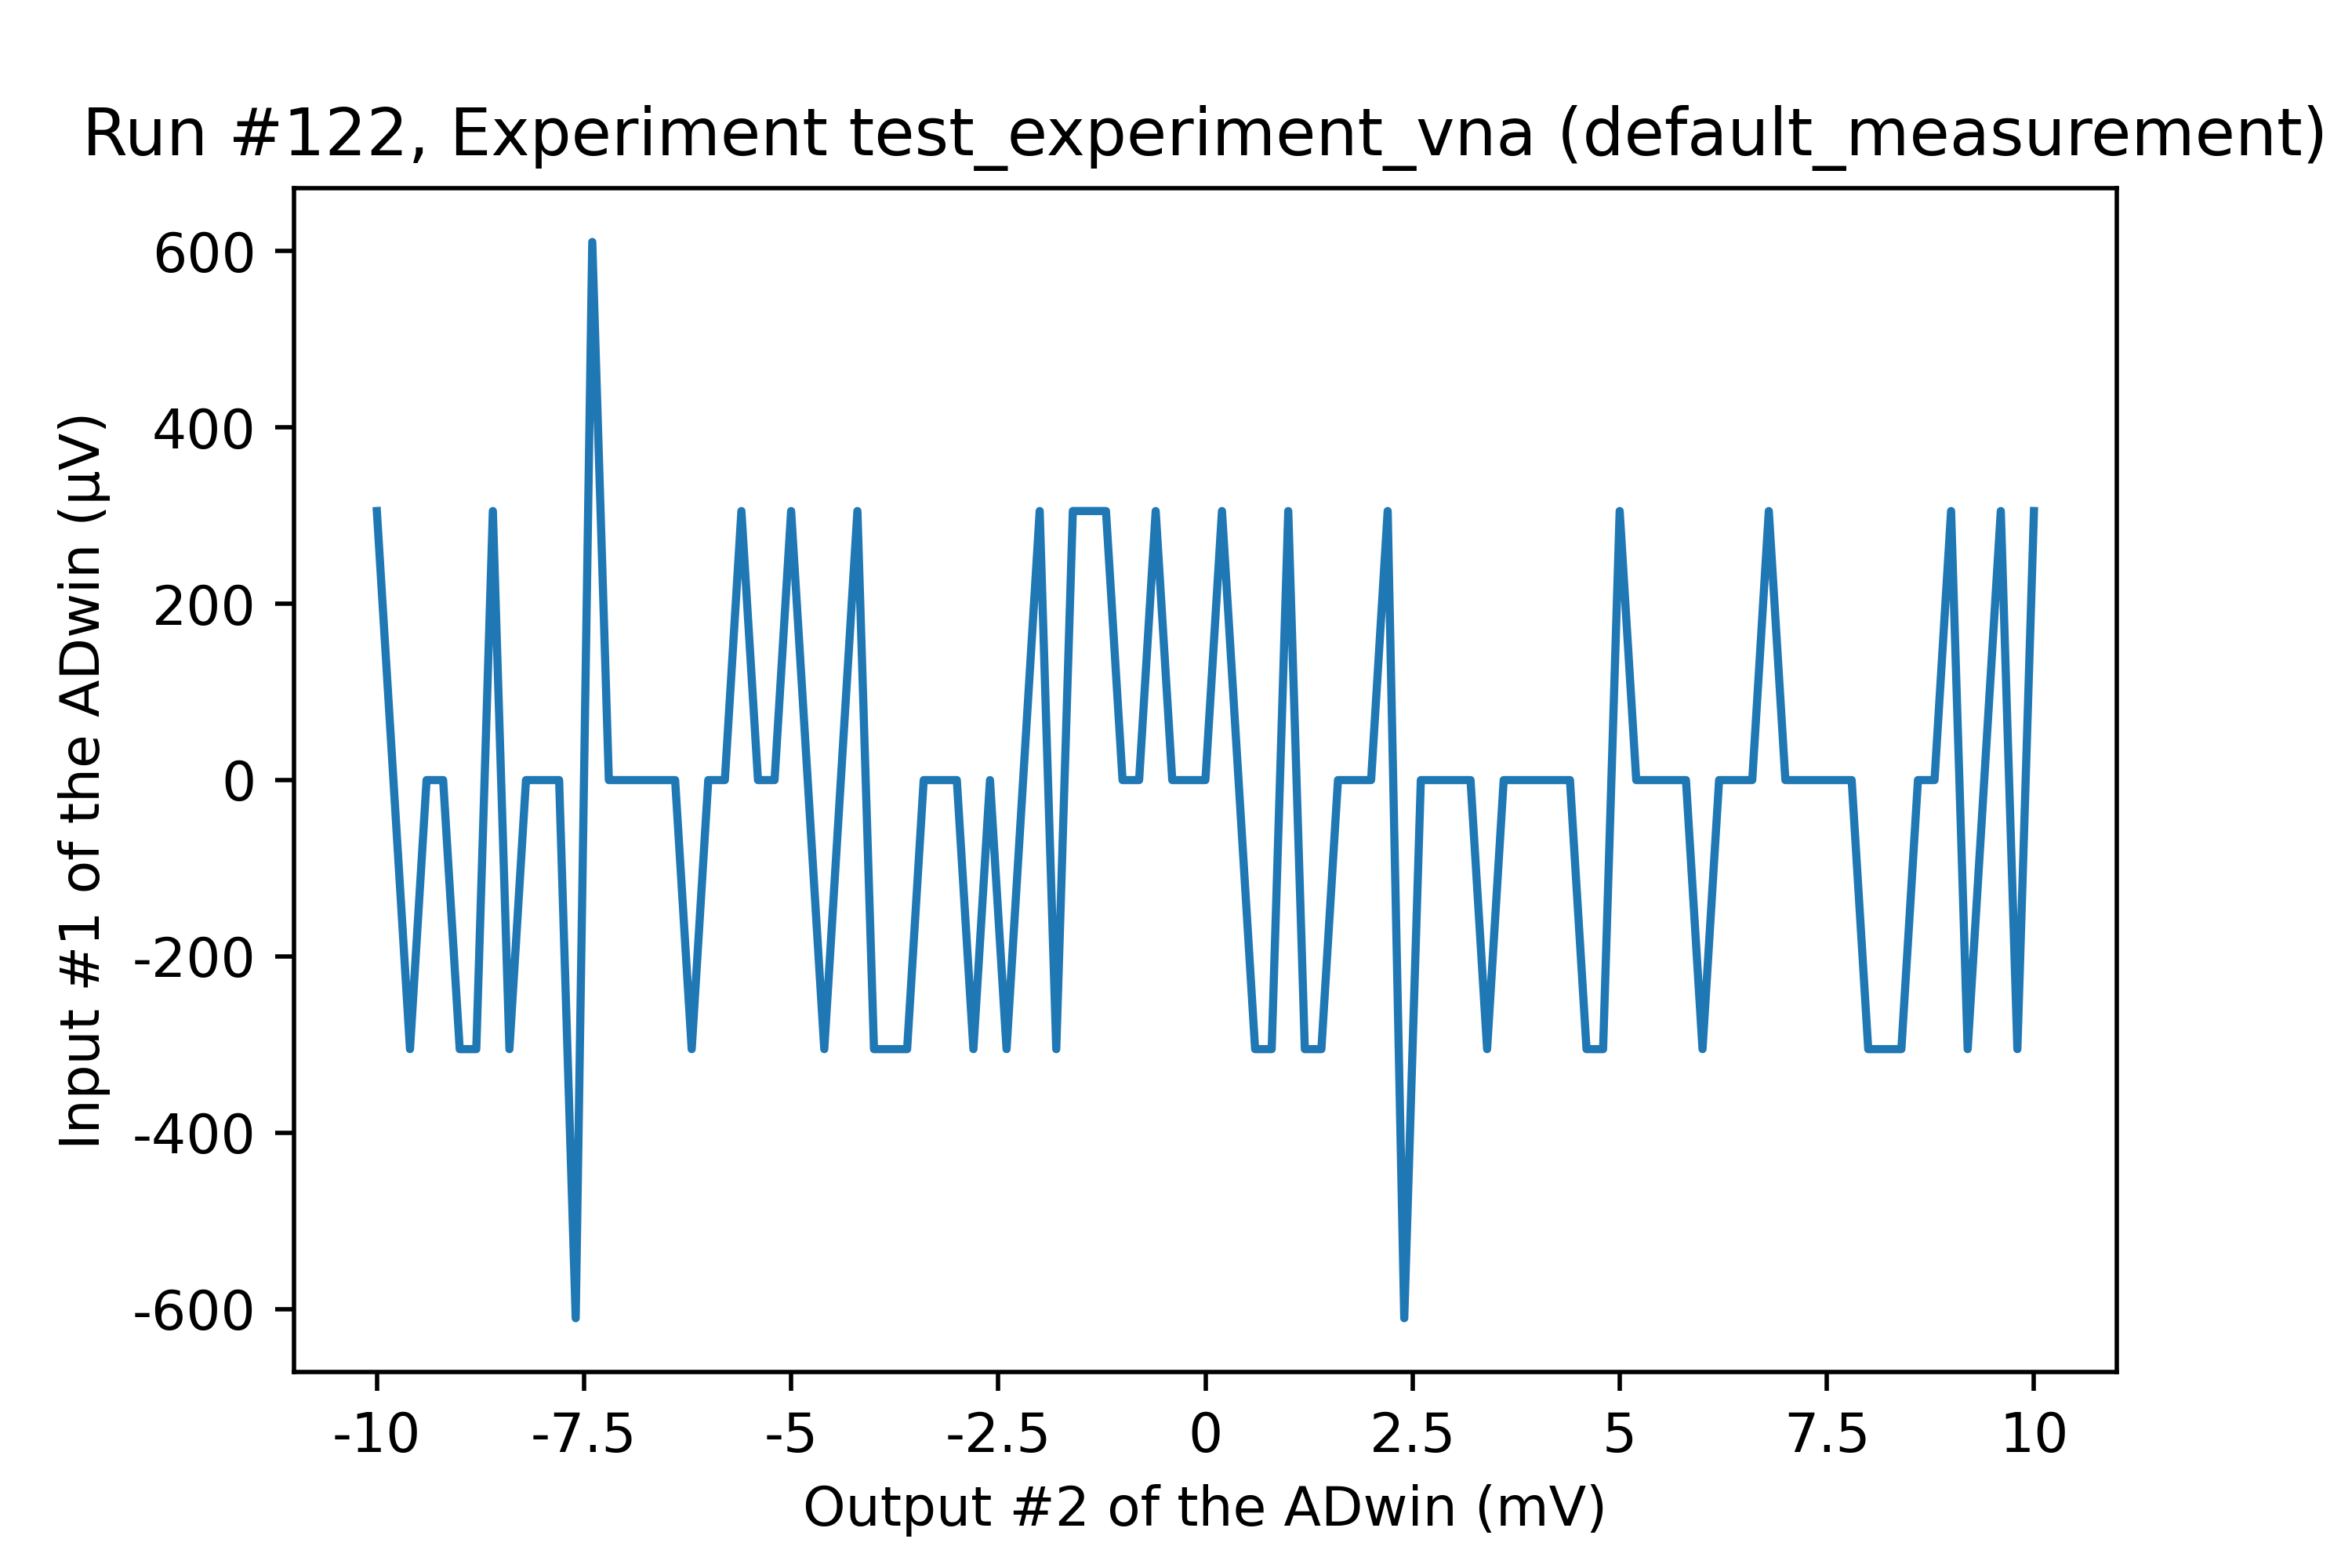 Run #122, Experiment test_experiment_vna (default_measurement)
Input #1 of the ADwin (µV)
600
400
200
0
-200
-400
-600
-10 -7.5 -5 -2.5 0 2.5 5 7.5 10
Output #2 of the ADwin (mV)